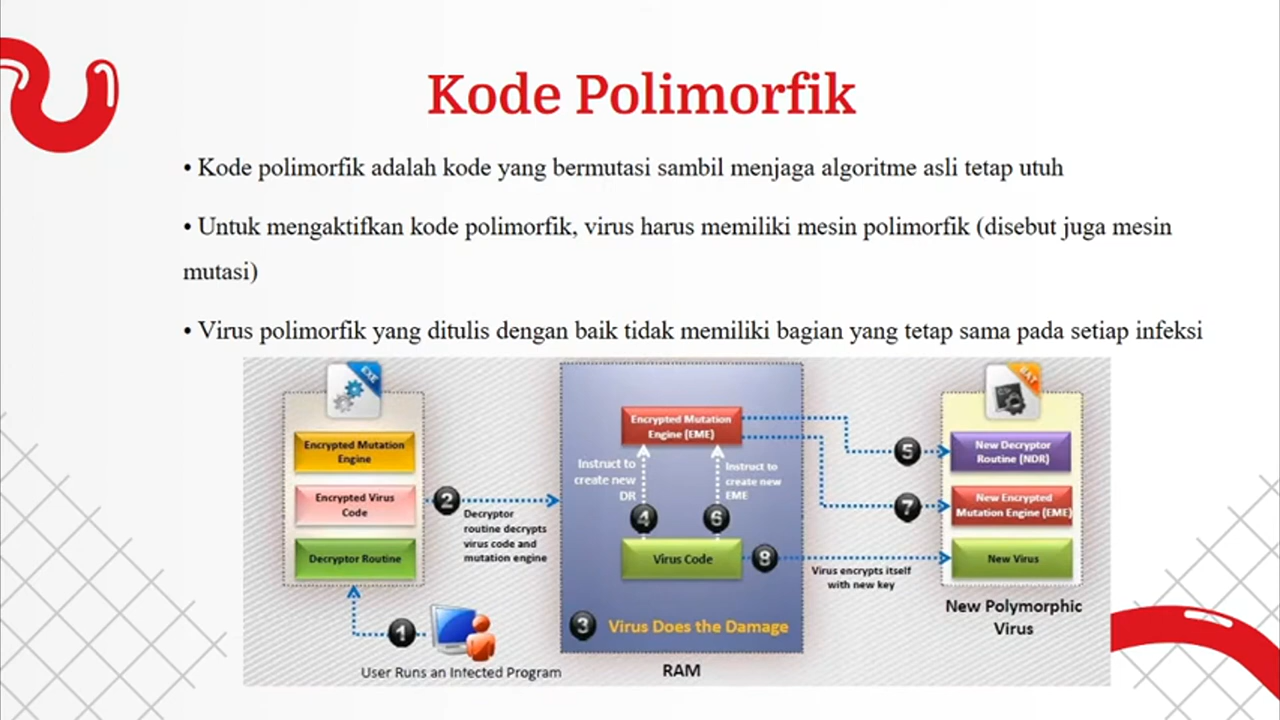 Kode Polimorfik
• Kode polimorfik adalah kode yang bermutasi sambil menjaga algoritme asli tetap utuh
• Untuk mengaktifkan kode polimorfik, virus harus memiliki mesin polimorfik (disebut juga mesin
mutasi)
• Virus polimorfik yang ditulis dengan baik tidak memiliki bagian yang tetap sama pada setiap infeksi
EXE
Encrypted Mutation
Engine
Encrypted Virus
Code
Decryptor Routine
1
User Runs an Intected Program
2
Decryptor
routine decrypts
virus code and
mutation engine
Encrypted Mutation
Engine (EME)
Instruct to
create new
DR
Instruct to
create new
EME
4
6
Virus Code
8
3
Virus Does the Damage
RAM
5
7
Virus encrypts itself
with new key
BAT
New Decryptor
Routine (NDR)
New Encrypted
Mutation Engine (EME)
New Virus
New Polymorphic
Virus